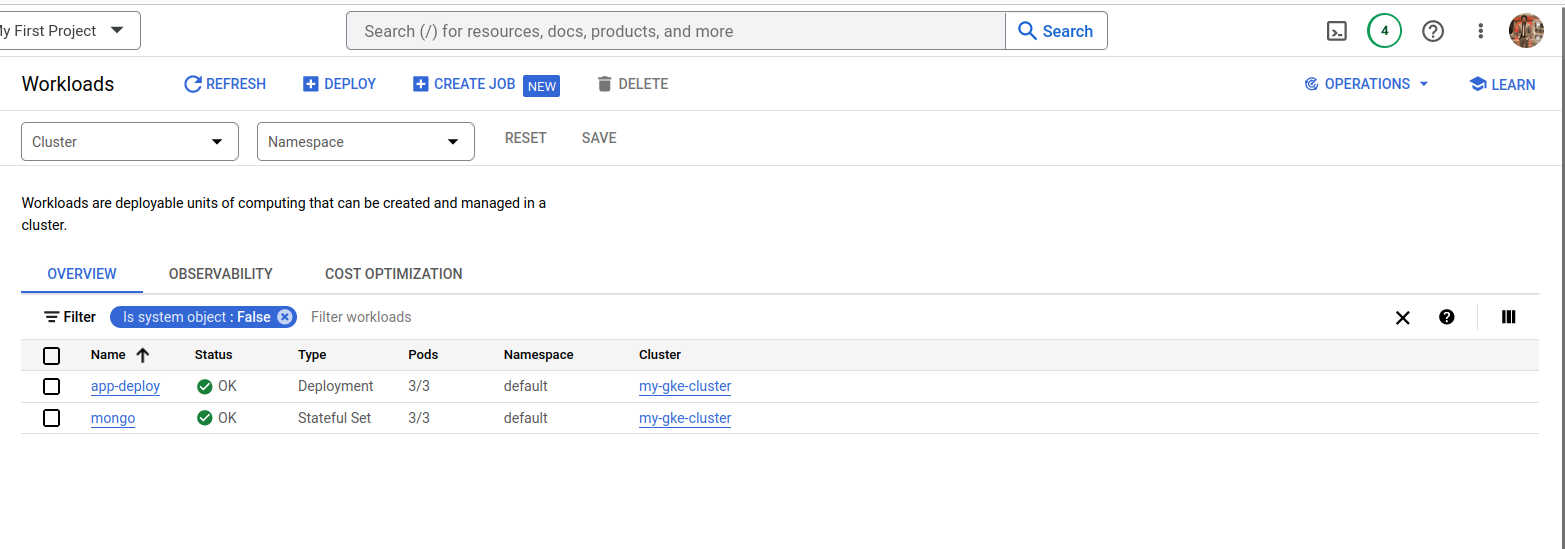 y First Project
Search (/) for resources, docs, products, and more
Search
4
Workloads
REFRESH
DEPLOY
CREATE JOB NEW
DELETE
OPERATIONS
LEARN
Cluster
Namespace
RESET
SAVE
Workloads are deployable units of computing that can be created and managed in a
cluster.
OVERVIEW
OBSERVABILITY
COST OPTIMIZATION
Filter
Is system object : False
Filter workloads
Name Status Type Pods Namespace Cluster
app-deploy OK Deployment 3/3 default my-gke-cluster
mongo OK Stateful Set 3/3 default my-gke-cluster